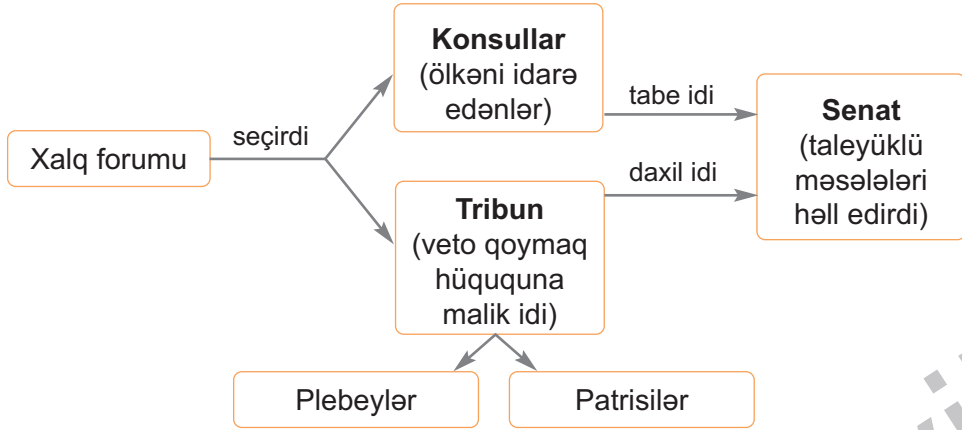 Xalq forumu
seçirdi
Konsullar
(ölkəni idarə
edənlər)
tabe idi
Tribun
(veto qoymaq
hüququna
malik idi)
daxil idi
Senat
(taleyüklü
məsələləri
həll edirdi)
Plebeylər
Patrisilər